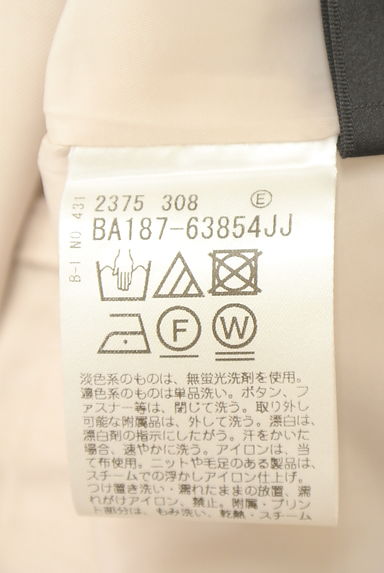 B-1 NO 431
2375 308 Ⓔ
BA187-63854JJ
F W
淡色系のものは、無蛍光洗剤を使用。
濃色系のものは単品洗い。ボタン、フ
ァスナー等は、閉じて洗う。取り外し
可能な附属品は、外して洗う。漂白は、
漂白剤の指示にしたがう。汗をかいた
場合、速やかに洗う。アイロンは、当
て布使用。ニットや毛足のある製品は、
スチームでの浮かしアイロン仕上げ。
つけ置き洗い・濡れたままの放置、濡
れがけアイロン、禁止。附属・プリン
ト部分は、もみ洗い、乾熱・スチーム